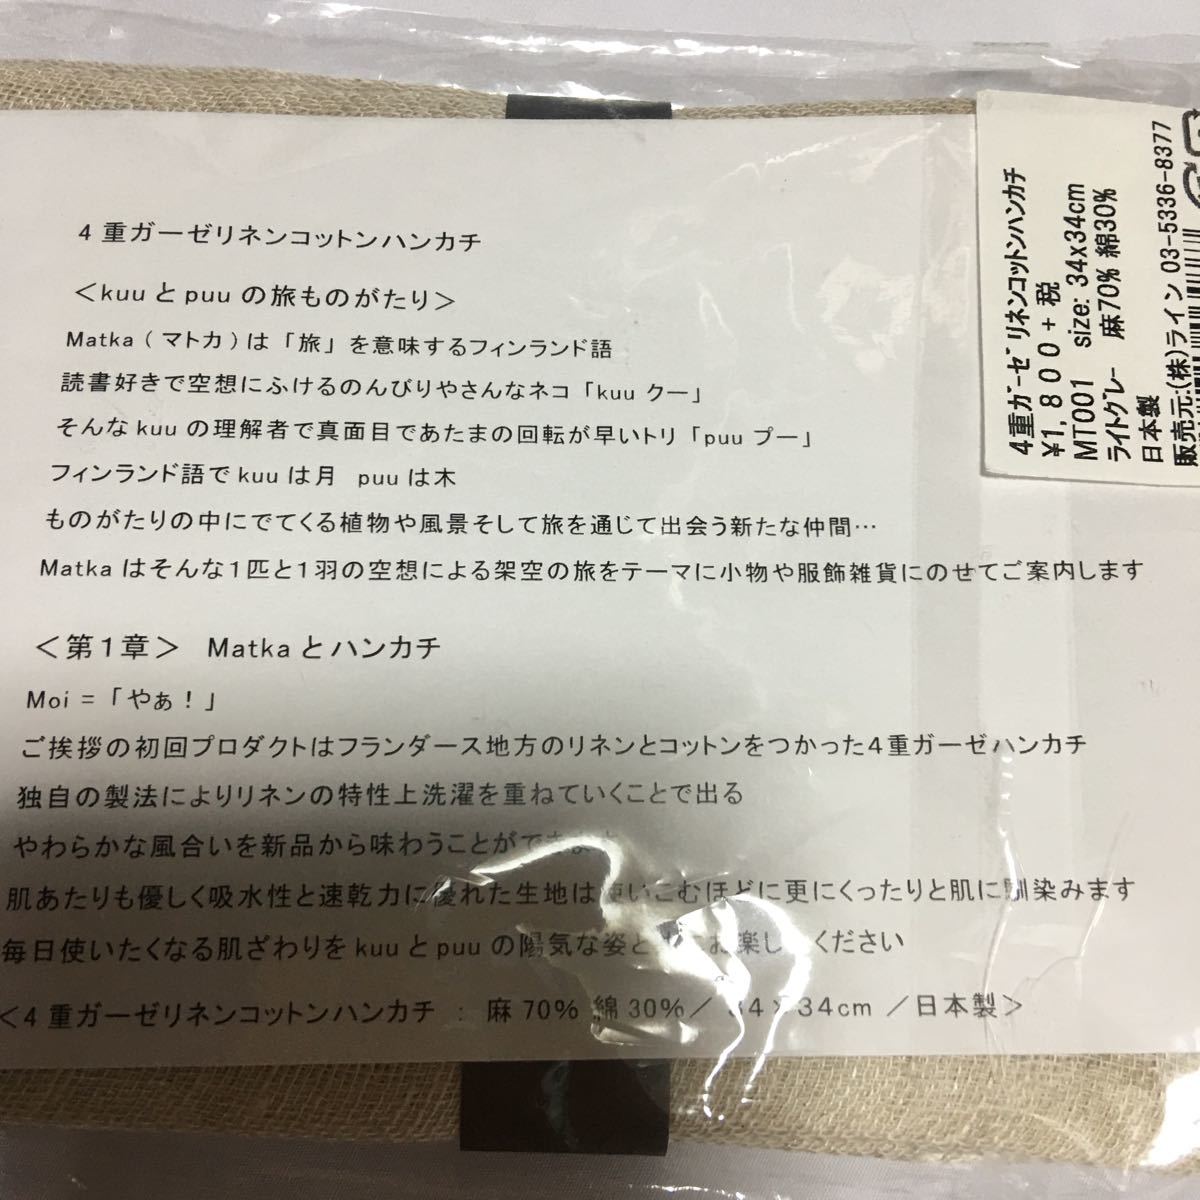 4重ガーゼリネンコットンハンカチ
＜kuuとpuuの旅ものがたり＞
Matka(マトカ)は「旅」を意味するフィンランド語
読書好きで空想にふけるのんびりやさんなネコ「kuuクー」
そんなkuuの理解者で真面目であたまの回転が早いトリ「puuプー」
フィンランド語でkuuは月 puuは木
ものがたりの中にでてくる植物や風景そして旅を通じて出会う新たな仲間…
Matkaはそんな1匹と1羽の空想による架空の旅をテーマに小物や服飾雑貨にのせてご案内します
＜第1章＞ Matkaとハンカチ
Moi=「やぁ！」
ご挨拶の初回プロダクトはフランダース地方のリネンとコットンをつかった4重ガーゼハンカチ
独自の製法によりリネンの特性上洗濯を重ねていくことで出る
やわらかな風合いを新品から味わうことができます
肌あたりも優しく吸水性と速乾力に優れた生地は使いこむほどに更にくったりと肌に馴染みます
毎日使いたくなる肌ざわりをkuuとpuuの陽気な姿と お楽し ください
＜4重ガーゼリネンコットンハンカチ : 麻70% 綿30%／ 34×34cm ／日本製＞
4重ｶﾞｰｾﾞﾘﾈﾝｺｯﾄﾝﾊﾝｶﾁ
¥1,800+税
MT001 size: 34x34cm
ﾗｲﾄｸﾞﾚｰ 麻70% 綿30%
日本製
販売元:(株)ライン 03-5336-8377